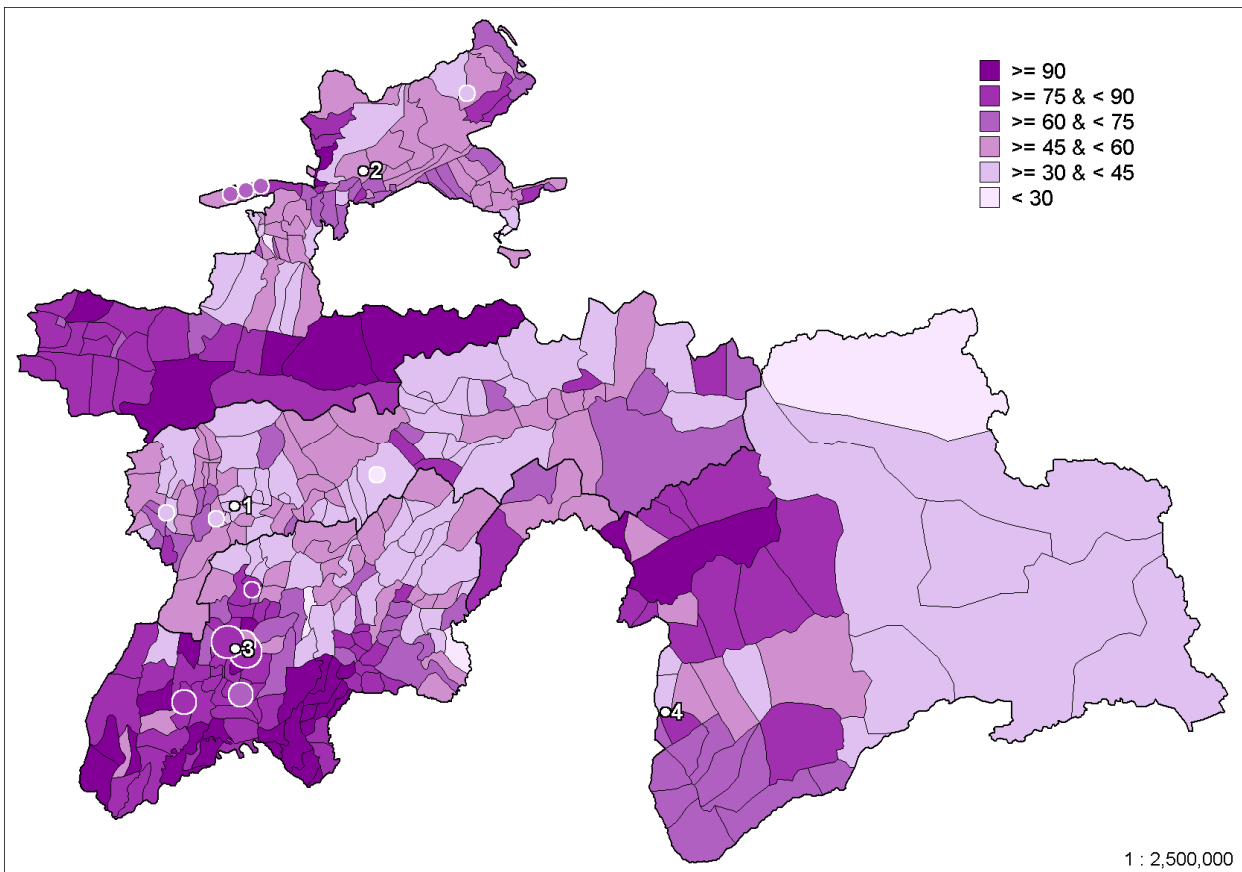 >= 90
>= 75 & < 90
>= 60 & < 75
>= 45 & < 60
>= 30 & < 45
< 30
2
1
3
4
1 : 2,500,000